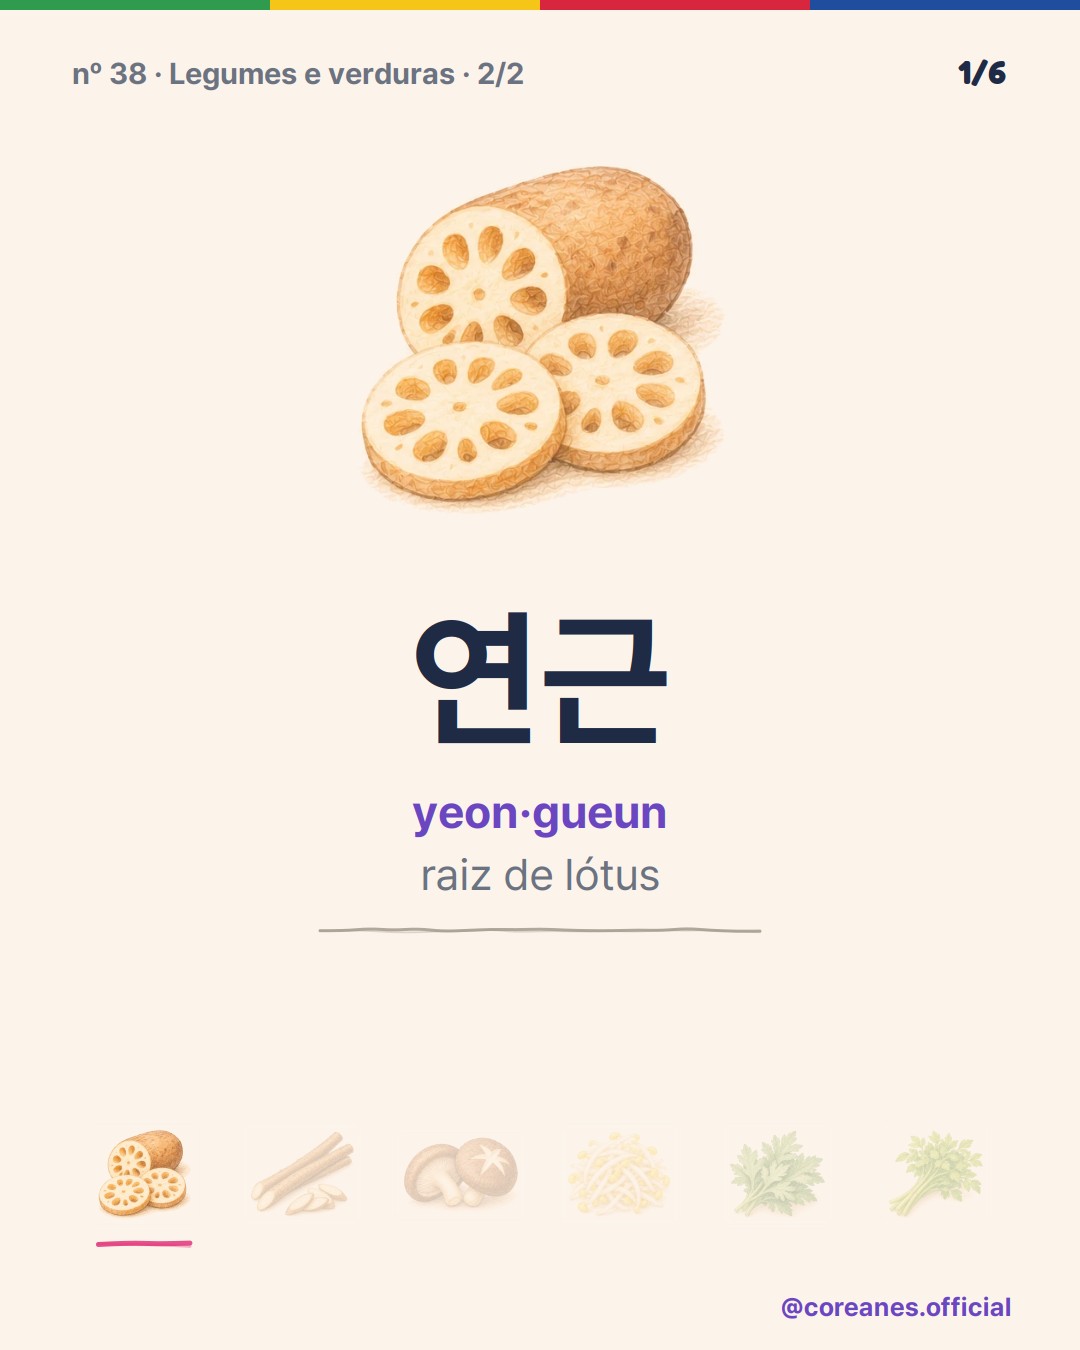 nº 38 · Legumes e verduras · 2/2
1/6
연근
yeon·gueun
raiz de lótus
@coreanes.official